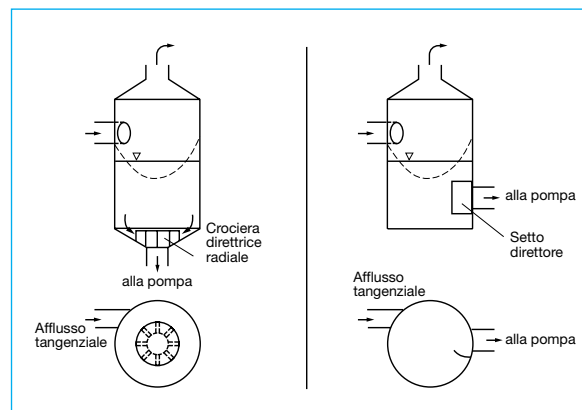 Crociera
direttrice
radiale
alla pompa
Afflusso
tangenziale
alla pompa
Setto
direttore
Afflusso
tangenziale
alla pompa